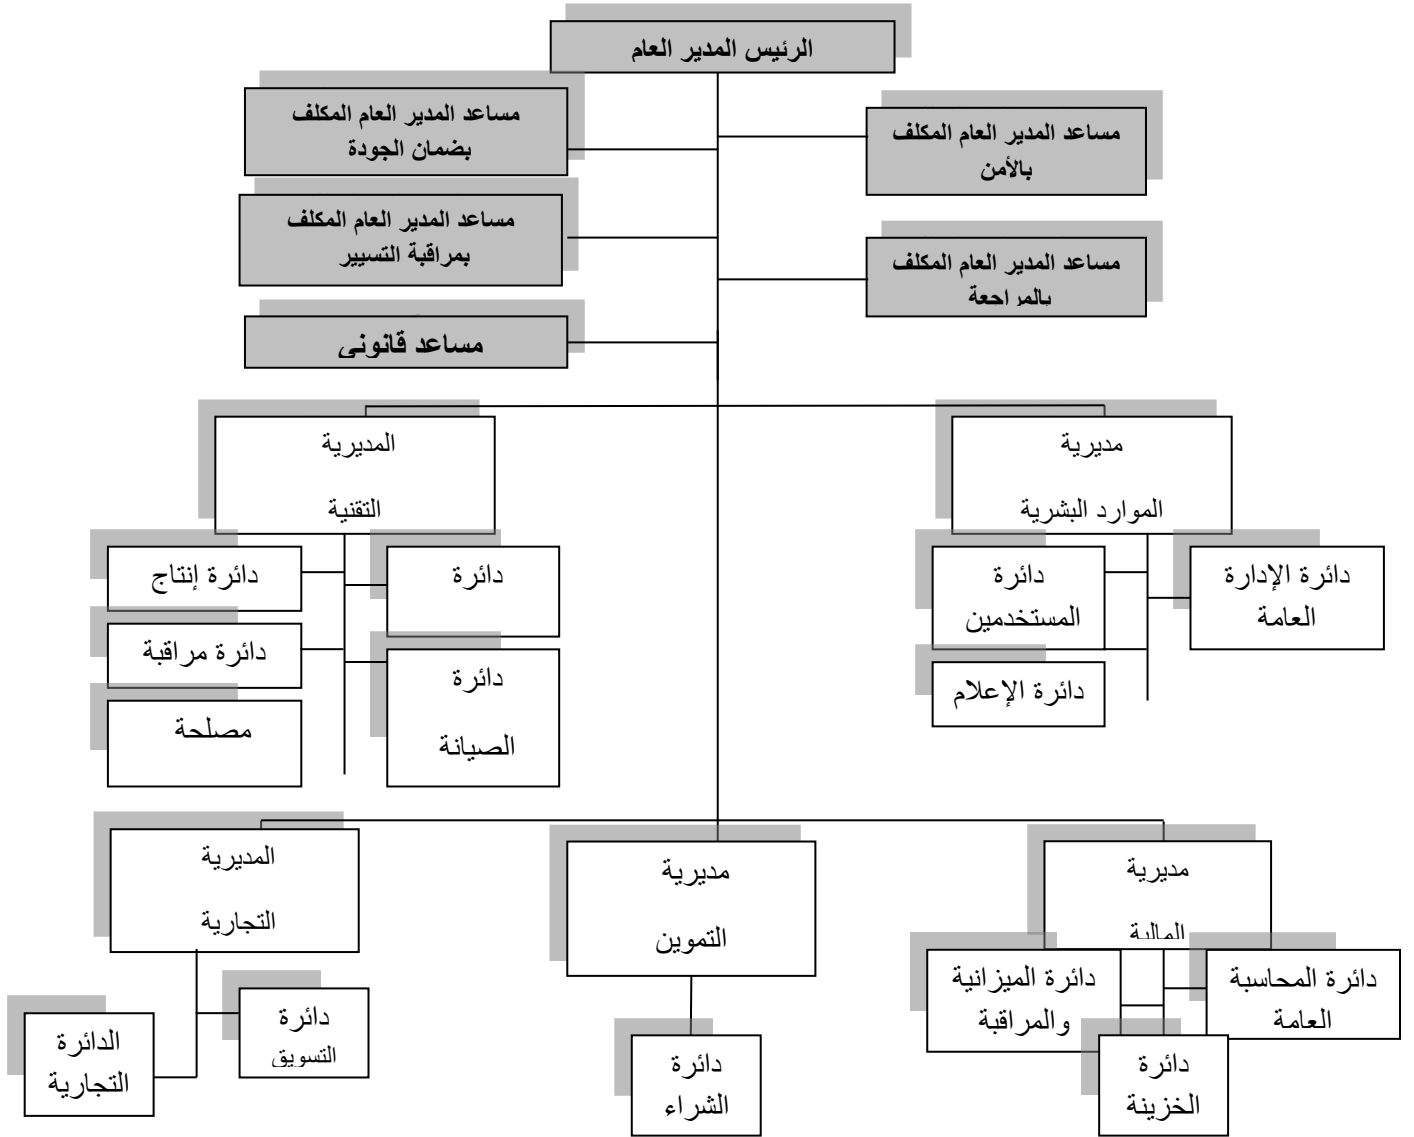 الرئيس المدير العام
مساعد المدير العام المكلف
بضمان الجودة
مساعد المدير العام المكلف
بالأمن
مساعد المدير العام المكلف
بمراقبة التسيير
مساعد المدير العام المكلف
بالمراجعة
مساعد قانوني
المديرية
التقنية
مديرية
الموارد البشرية
دائرة إنتاج
دائرة
دائرة مراقبة
دائرة
الصيانة
مصلحة
دائرة
المستخدمين
دائرة الإدارة
العامة
دائرة الإعلام
المديرية
التجارية
مديرية
التموين
مديرية
المالية
الدائرة
التجارية
دائرة
التسويق
دائرة
الشراء
دائرة الميزانية
والمراقبة
دائرة المحاسبة
العامة
دائرة
الخزينة